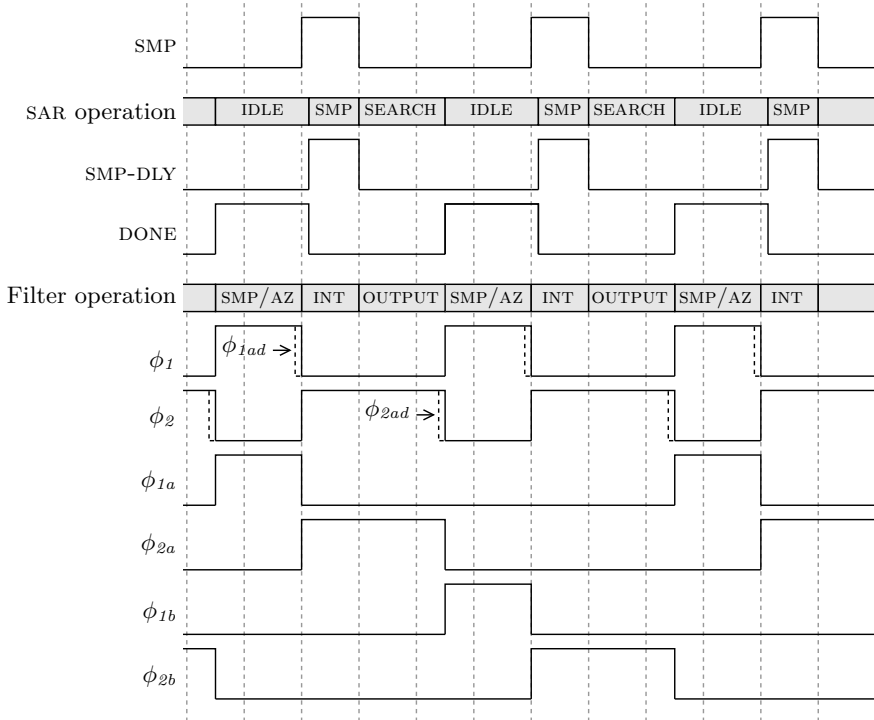 SMP
SAR operation IDLE SMP SEARCH IDLE SMP SEARCH IDLE SMP
SMP-DLY
DONE
Filter operation SMP/AZ INT OUTPUT SMP/AZ INT OUTPUT SMP/AZ INT
ϕ1 ϕ1ad
ϕ2 ϕ2ad
ϕ1a
ϕ2a
ϕ1b
ϕ2b